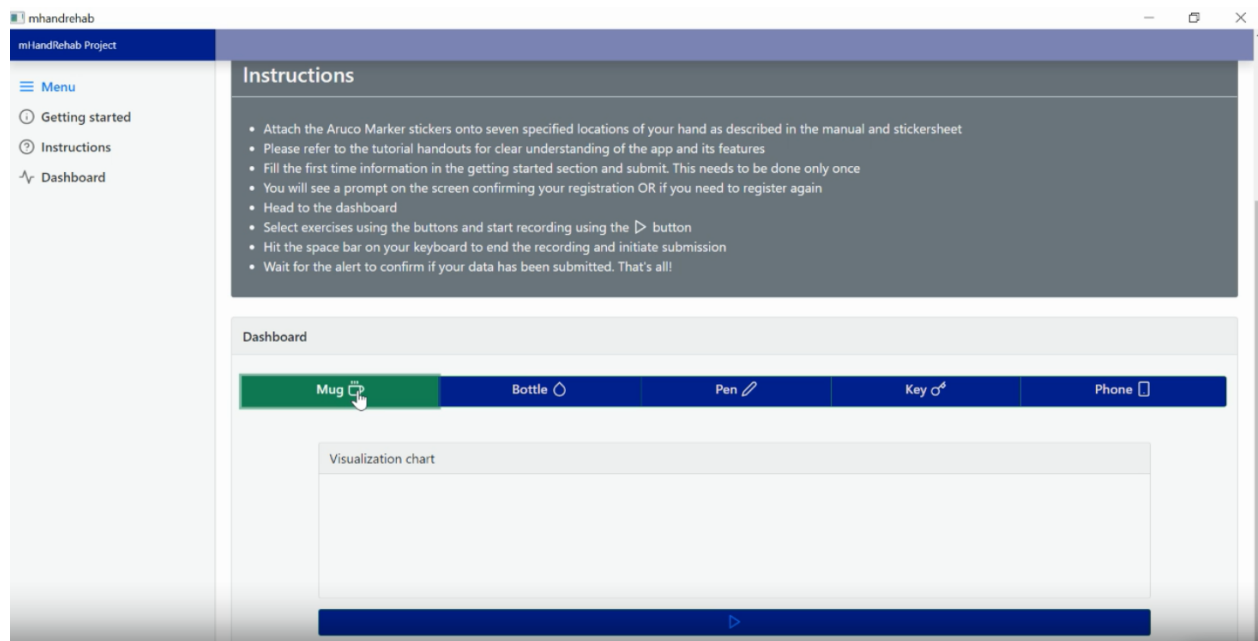 mhandrehab
mHandRehab Project
Menu
Getting started
Instructions
Dashboard
Instructions
Attach the Aruco Marker stickers onto seven specified locations of your hand as described in the manual and stickersheet
Please refer to the tutorial handouts for clear understanding of the app and its features
Fill the first time information in the getting started section and submit. This needs to be done only once
You will see a prompt on the screen confirming your registration OR if you need to register again
Head to the dashboard
Select exercises using the buttons and start recording using the ▷ button
Hit the space bar on your keyboard to end the recording and initiate submission
Wait for the alert to confirm if your data has been submitted. That's all!
Dashboard
Mug Bottle Pen Key Phone
Visualization chart